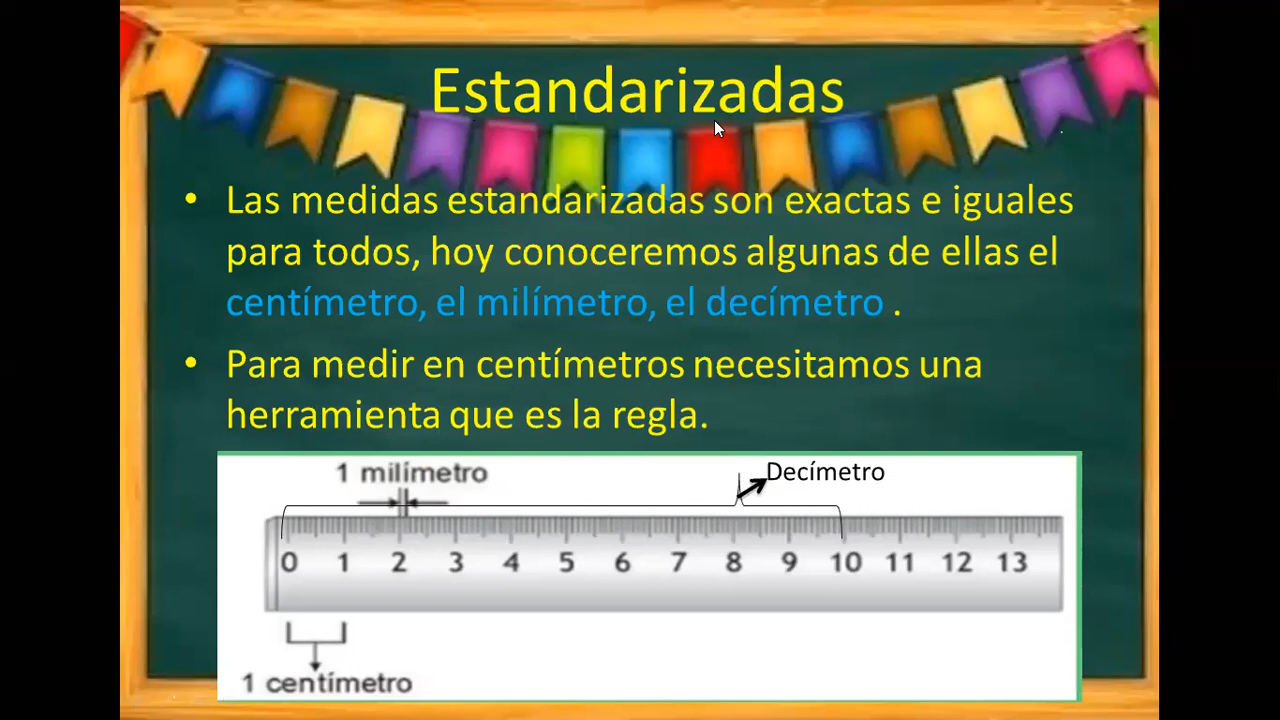 Estandarizadas
• Las medidas estandarizadas son exactas e iguales
para todos, hoy conoceremos algunas de ellas el
centímetro, el milímetro, el decímetro .
• Para medir en centímetros necesitamos una
herramienta que es la regla.
1 milímetro
Decímetro
0 1 2 3 4 5 6 7 8 9 10 11 12 13
1 centímetro